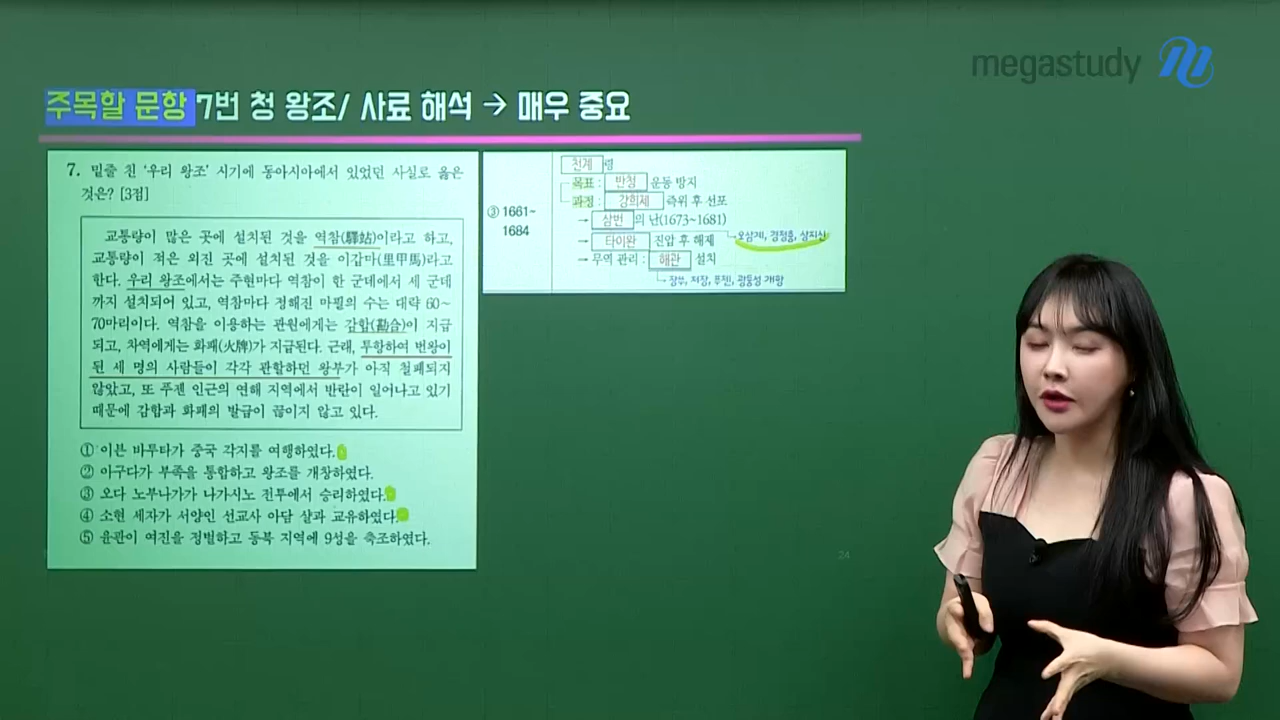 megastudy
주목할 문항 7번 청 왕조/ 사료 해석 → 매우 중요
7. 밑줄 친 '우리 왕조' 시기에 동아시아에서 있었던 사실로 옳은
것은? [3점]
교통량이 많은 곳에 설치된 것을 역참(驛站)이라고 하고,
교통량이 적은 외진 곳에 설치된 것을 이갑마(里甲馬)라고
한다. 우리 왕조에서는 주현마다 역참이 한 군데에서 세 군데
까지 설치되어 있고, 역참마다 정해진 마필의 수는 대략 60~
70마리이다. 역참을 이용하는 관원에게는 감합(勘合)이 지급
되고, 차역에게는 화패(火牌)가 지급된다. 근래, 투항하여 번왕이
된 세 명의 사람들이 각각 관할하던 왕부가 아직 철폐되지
않았고, 또 푸젠 인근의 연해 지역에서 반란이 일어나고 있기
때문에 감합과 화패의 발급이 끊이지 않고 있다.
① 이븐 바투타가 중국 각지를 여행하였다.
② 아구다가 부족을 통합하고 왕조를 개창하였다.
③ 오다 노부나가가 나가시노 전투에서 승리하였다.
④ 소현 세자가 서양인 선교사 아담 샬과 교유하였다.
⑤ 윤관이 여진을 정벌하고 동북 지역에 9성을 축조하였다.
③ 1661~
1684
천계 령
목표 : 반청 운동 방지
과정 : 강희제 즉위 후 선포
→ 삼번 의 난(1673~1681)
→ 타이완 진압 후 해제
오삼계, 경정충, 상지신
→ 무역 관리 : 해관 설치
장쑤, 저장, 푸젠, 광둥성 개항
24